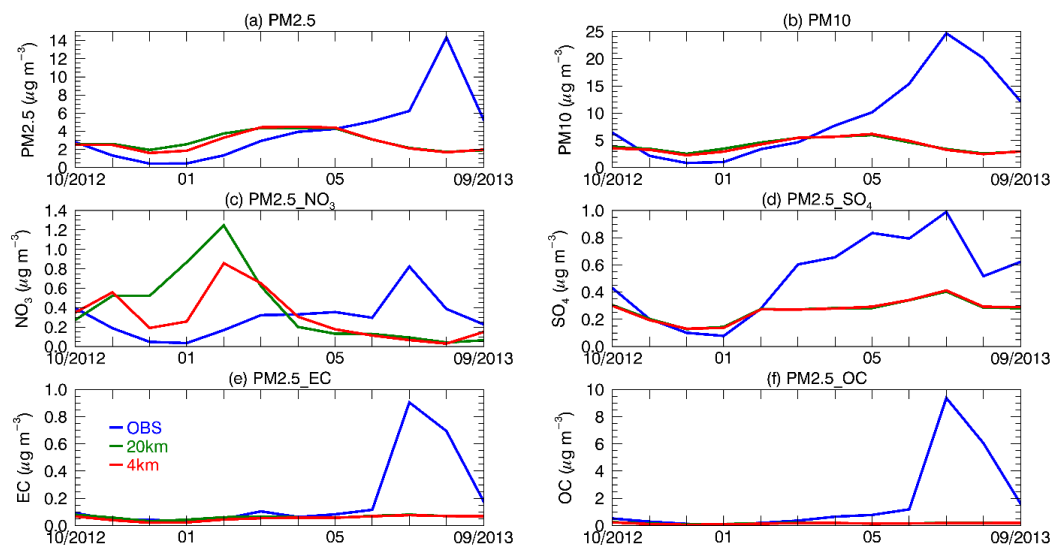 (a) PM2.5
PM2.5 (µg m⁻³)
14
12
10
8
6
4
2
0
10/2012 01 05 09/2013
(b) PM10
PM10 (µg m⁻³)
25
20
15
10
5
0
10/2012 01 05 09/2013
(c) PM2.5_NO₃
NO₃ (µg m⁻³)
1.4
1.2
1.0
0.8
0.6
0.4
0.2
0.0
10/2012 01 05 09/2013
(d) PM2.5_SO₄
SO₄ (µg m⁻³)
1.0
0.8
0.6
0.4
0.2
0.0
10/2012 01 05 09/2013
(e) PM2.5_EC
EC (µg m⁻³)
1.0
0.8
0.6
0.4
0.2
0.0
OBS
20km
4km
10/2012 01 05 09/2013
(f) PM2.5_OC
OC (µg m⁻³)
10
8
6
4
2
0
10/2012 01 05 09/2013